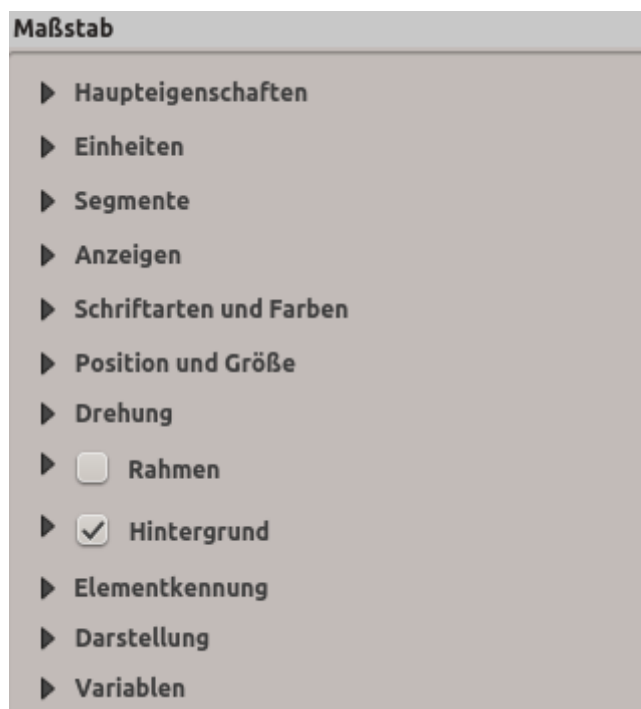 Maßstab
Haupteigenschaften
Einheiten
Segmente
Anzeigen
Schriftarten und Farben
Position und Größe
Drehung
Rahmen
Hintergrund
Elementkennung
Darstellung
Variablen